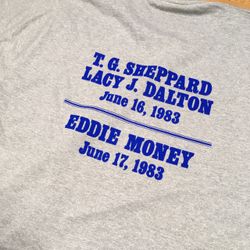 T. G. SHEPPARD
LACY J. DALTON
June 16, 1983
EDDIE MONEY
June 17, 1983